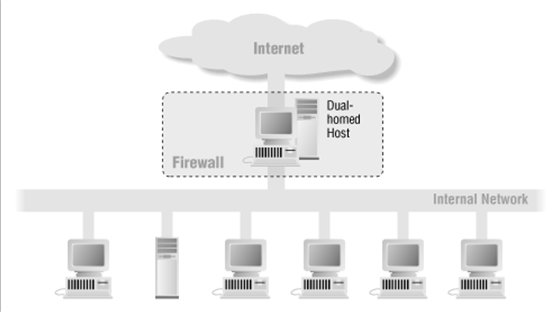 Internet
Dual-
homed
Host
Firewall
Internal Network